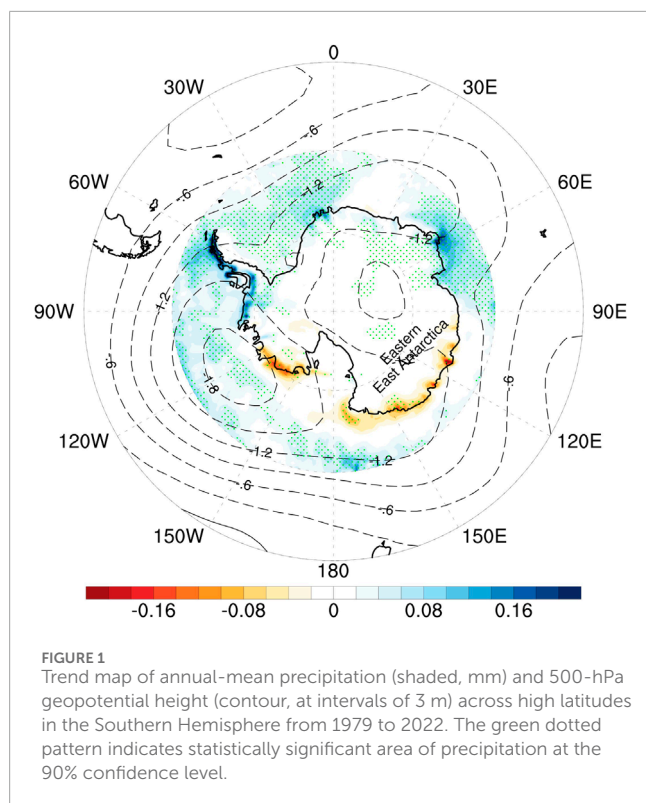 0
30W
30E
-.6
60W
60E
-1.2
-.6
-1.2
-1.2
90W
90E
Eastern
East Antarctica
-.6
-1.8
-.6
120W
120E
-1.2
-1.2
-.6
-.6
150W
150E
180
-0.16 -0.08 0 0.08 0.16
FIGURE 1
Trend map of annual-mean precipitation (shaded, mm) and 500-hPa
geopotential height (contour, at intervals of 3 m) across high latitudes
in the Southern Hemisphere from 1979 to 2022. The green dotted
pattern indicates statistically significant area of precipitation at the
90% confidence level.